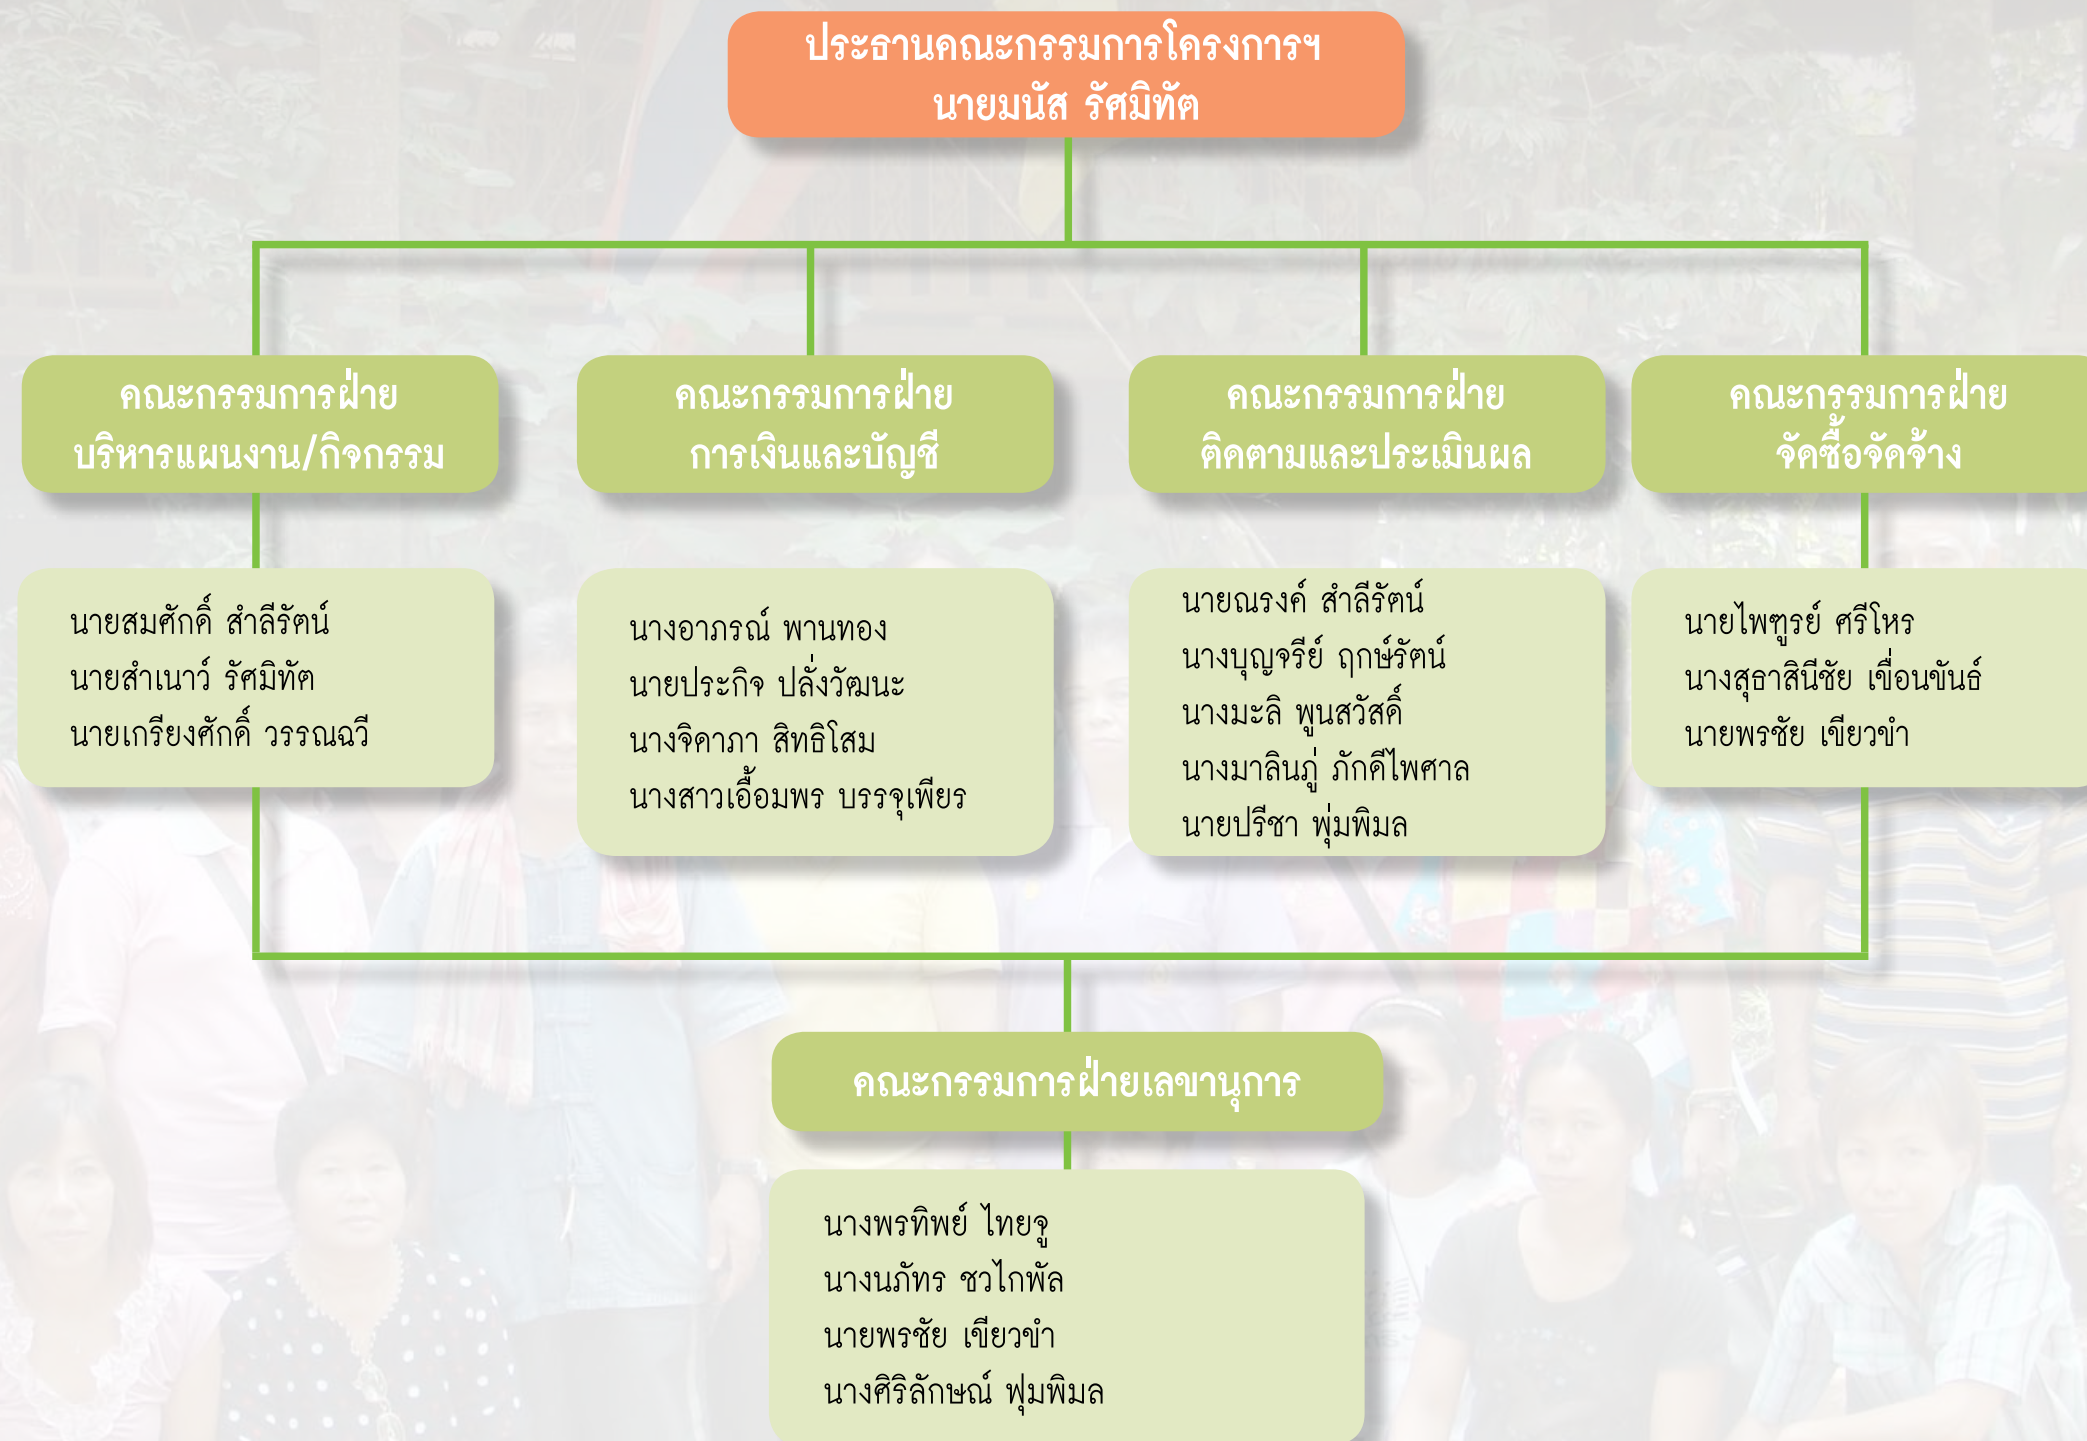 ประธานคณะกรรมการโครงการฯ
นายมนัส รัศมิทัต
คณะกรรมการฝ่าย
บริหารแผนงาน/กิจกรรม
นายสมศักดิ์ สำลีรัตน์
นายสำเนาว์ รัศมิทัต
นายเกรียงศักดิ์ วรรณฉวี
คณะกรรมการฝ่าย
การเงินและบัญชี
นางอาภรณ์ พานทอง
นายประกิจ ปลั่งวัฒนะ
นางจิดาภา สิทธิโสม
นางสาวเอื้อมพร บรรจุเพียร
คณะกรรมการฝ่าย
ติดตามและประเมินผล
นายณรงค์ สำลีรัตน์
นางบุญจรีย์ ฤกษ์รัตน์
นางมะลิ พูนสวัสดิ์
นางมาลินภู่ ภักดีไพศาล
นายปรีชา พุ่มพิมล
คณะกรรมการฝ่าย
จัดซื้อจัดจ้าง
นายไพฑูรย์ ศรีโหร
นางสุธาสินีชัย เขื่อนขันธ์
นายพรชัย เขียวขำ
คณะกรรมการฝ่ายเลขานุการ
นางพรทิพย์ ไทยจู
นางนภัทร ชวไกพัล
นายพรชัย เขียวขำ
นางศิริลักษณ์ ฟุมพิมล